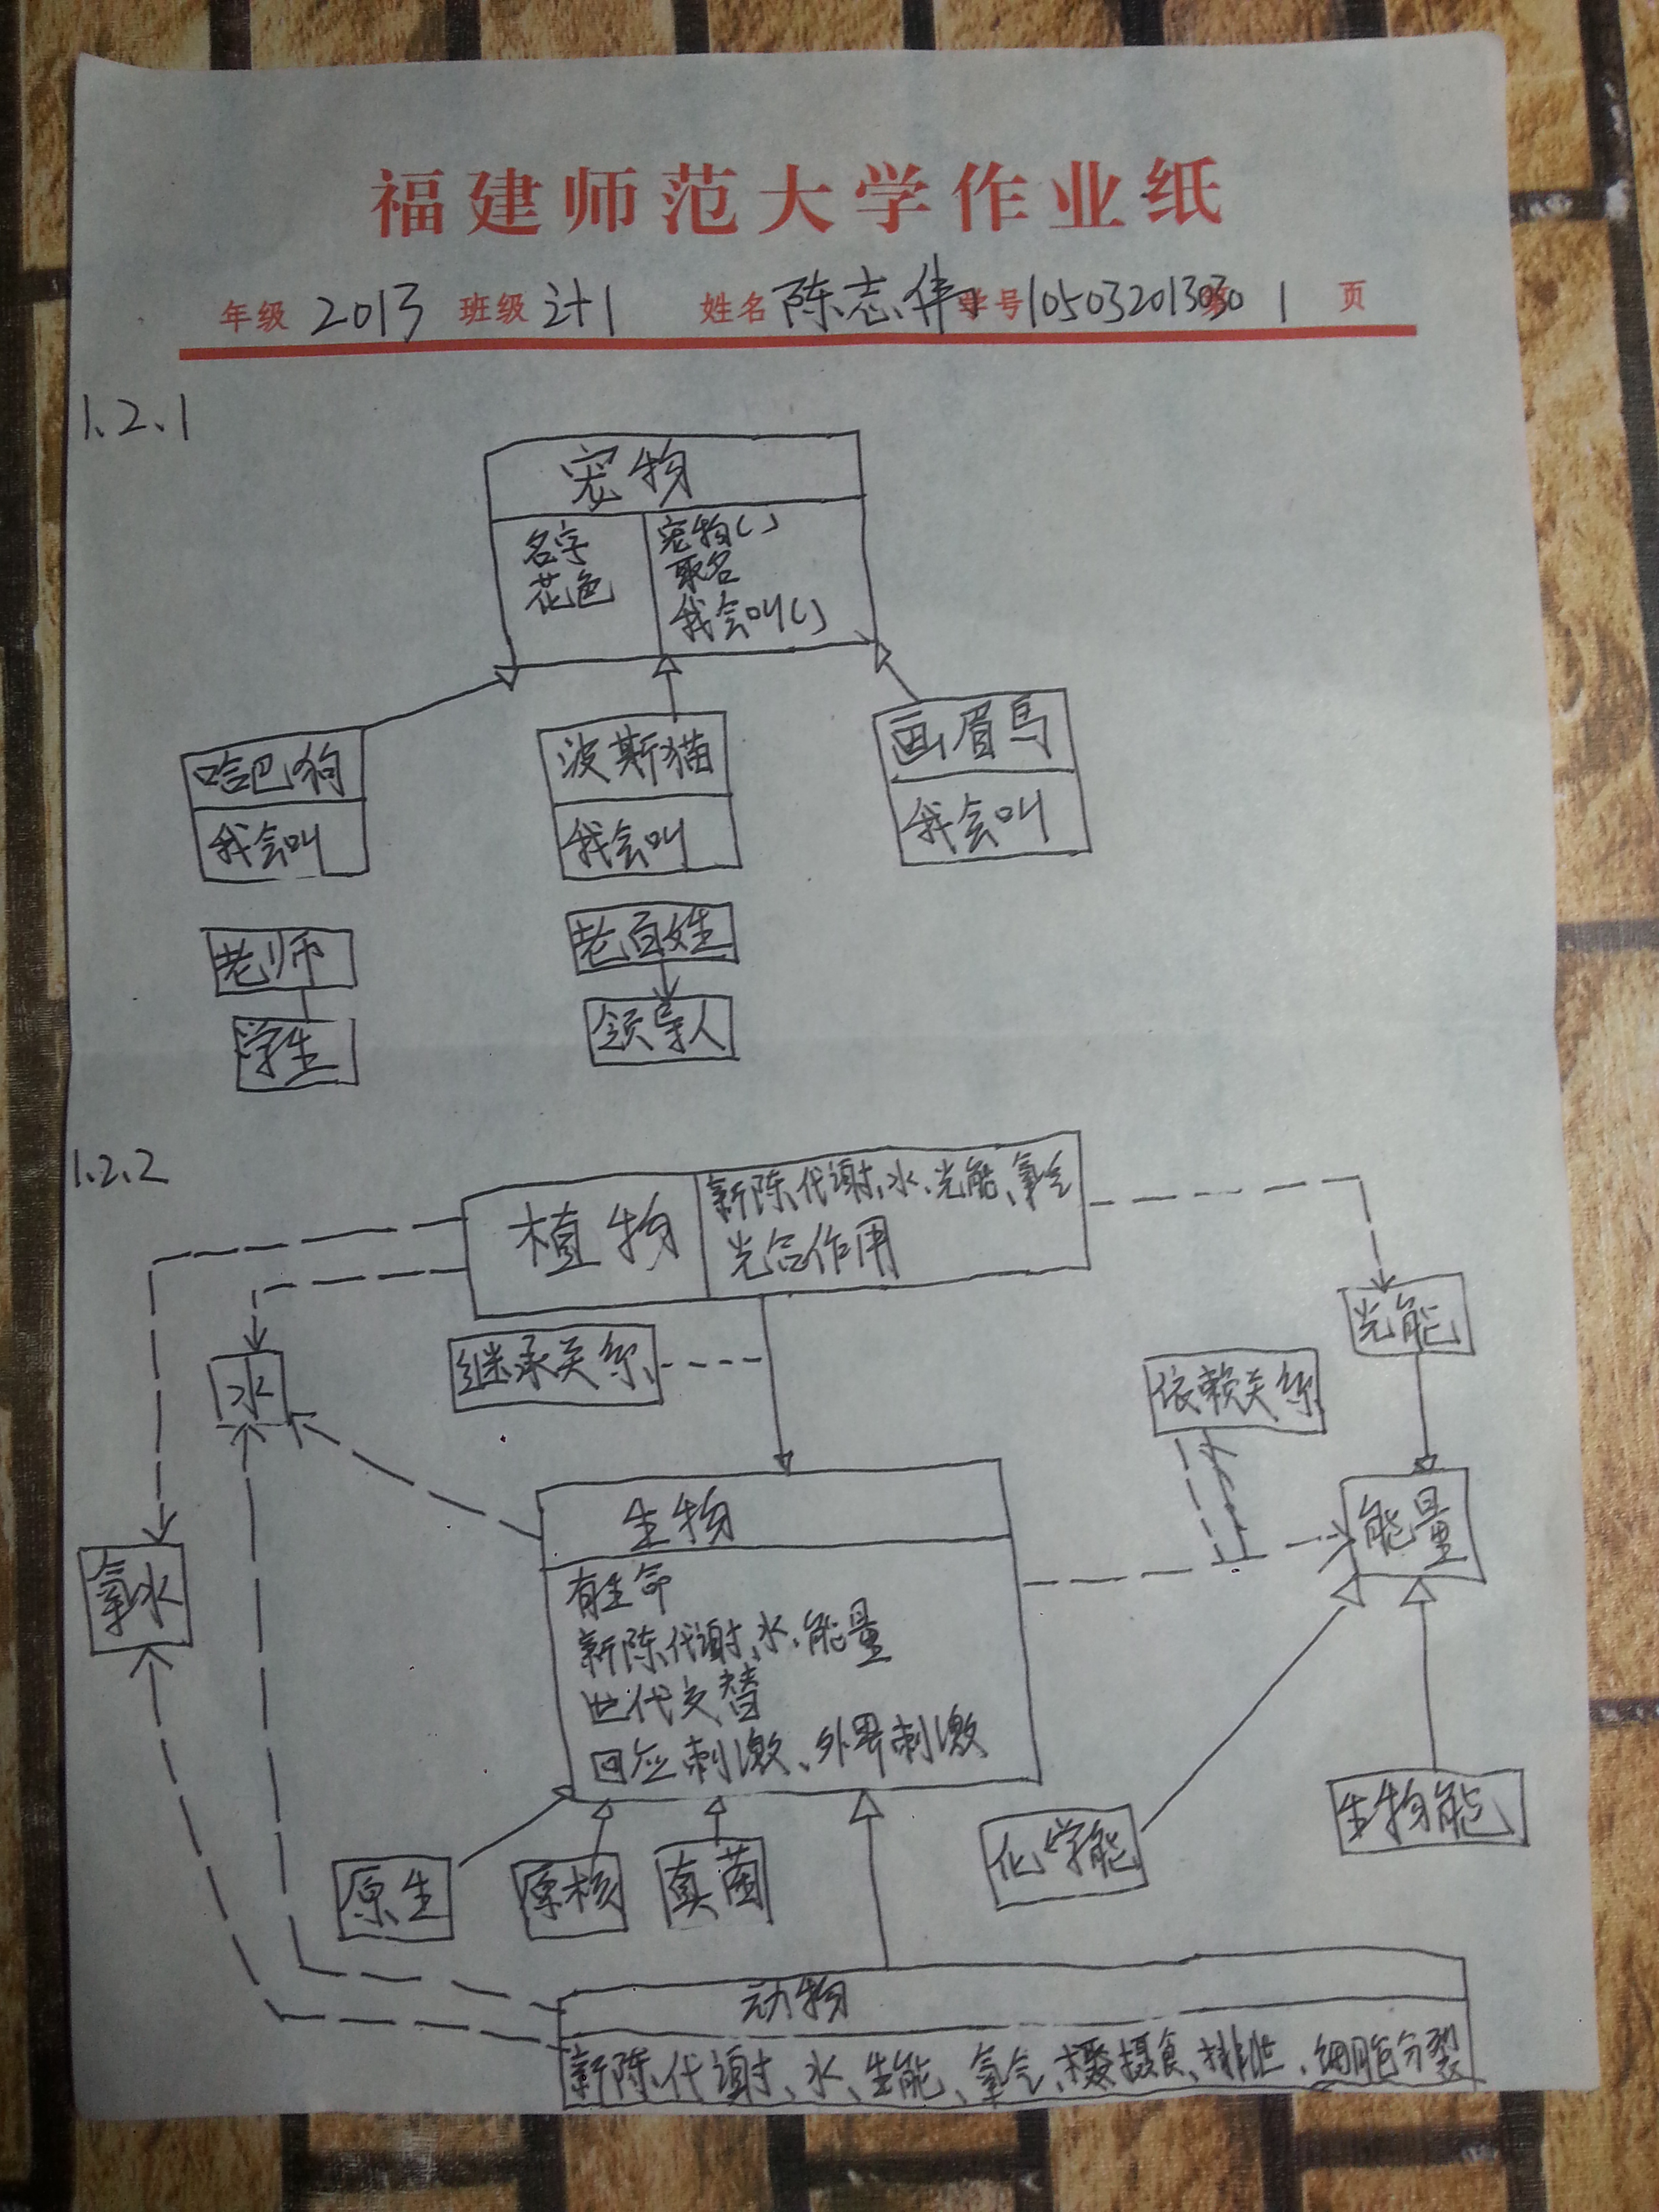 福建师范大学作业纸
年级 2013 班级 计1 姓名 陈志伟 学号 105032013030 1 页
1.2.1
宠物
名字
花色
宠物()
取名
我会叫()
哈巴狗
我会叫
波斯猫
我会叫
画眉鸟
我会叫
老师
学生
老百姓
领导人
1.2.2
植物
新陈代谢、水、光能、氧气
光合作用
继承关系
光能
依赖关系
水
能量
氧水
生物
有生命
新陈代谢、水、能量
世代交替
回应刺激、外界刺激
原生
原核
真菌
化学能
生物能
动物
新陈代谢、水、生能、氧气、摄食、排泄、细胞分裂